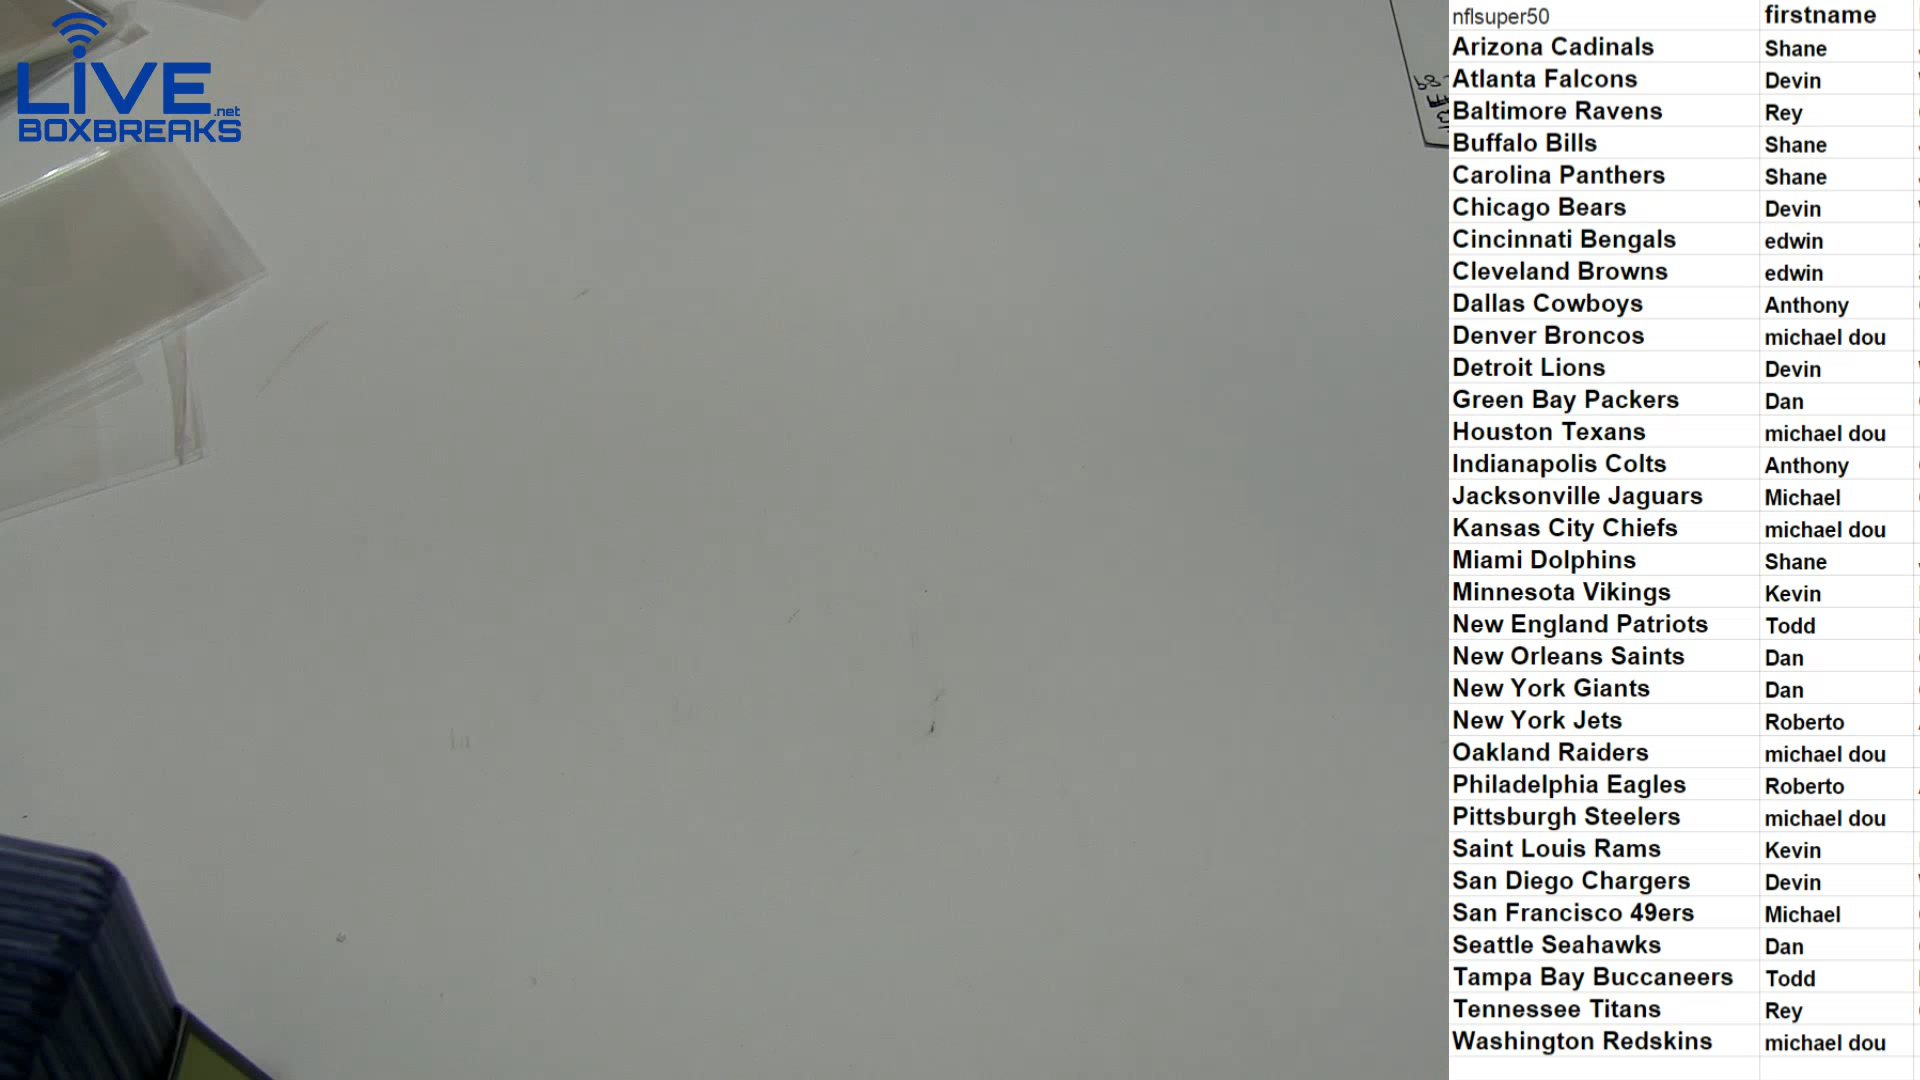 LIVE.net
BOXBREAKS
nflsuper50 firstname
Arizona Cadinals Shane
Atlanta Falcons Devin
Baltimore Ravens Rey
Buffalo Bills Shane
Carolina Panthers Shane
Chicago Bears Devin
Cincinnati Bengals edwin
Cleveland Browns edwin
Dallas Cowboys Anthony
Denver Broncos michael dou
Detroit Lions Devin
Green Bay Packers Dan
Houston Texans michael dou
Indianapolis Colts Anthony
Jacksonville Jaguars Michael
Kansas City Chiefs michael dou
Miami Dolphins Shane
Minnesota Vikings Kevin
New England Patriots Todd
New Orleans Saints Dan
New York Giants Dan
New York Jets Roberto
Oakland Raiders michael dou
Philadelphia Eagles Roberto
Pittsburgh Steelers michael dou
Saint Louis Rams Kevin
San Diego Chargers Devin
San Francisco 49ers Michael
Seattle Seahawks Dan
Tampa Bay Buccaneers Todd
Tennessee Titans Rey
Washington Redskins michael dou